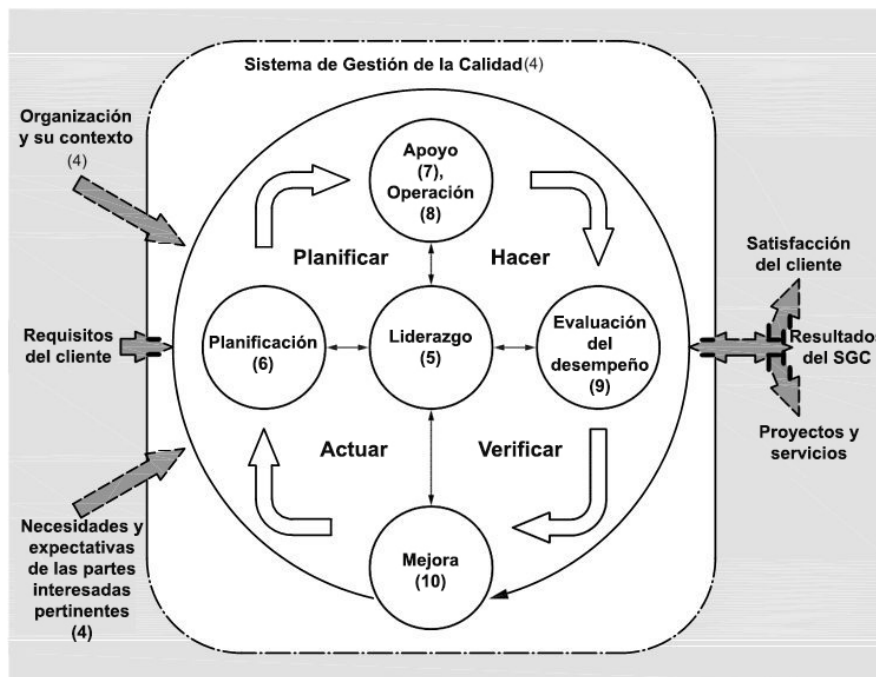 Sistema de Gestión de la Calidad (4)
Organización
y su contexto
(4)
Apoyo
(7),
Operación
(8)
Planificar
Hacer
Satisfacción
del cliente
Requisitos
del cliente
Planificación
(6)
Liderazgo
(5)
Evaluación
del
desempeño
(9)
Resultados
del SGC
Actuar
Verificar
Proyectos y
servicios
Necesidades y
expectativas
de las partes
interesadas
pertinentes
(4)
Mejora
(10)